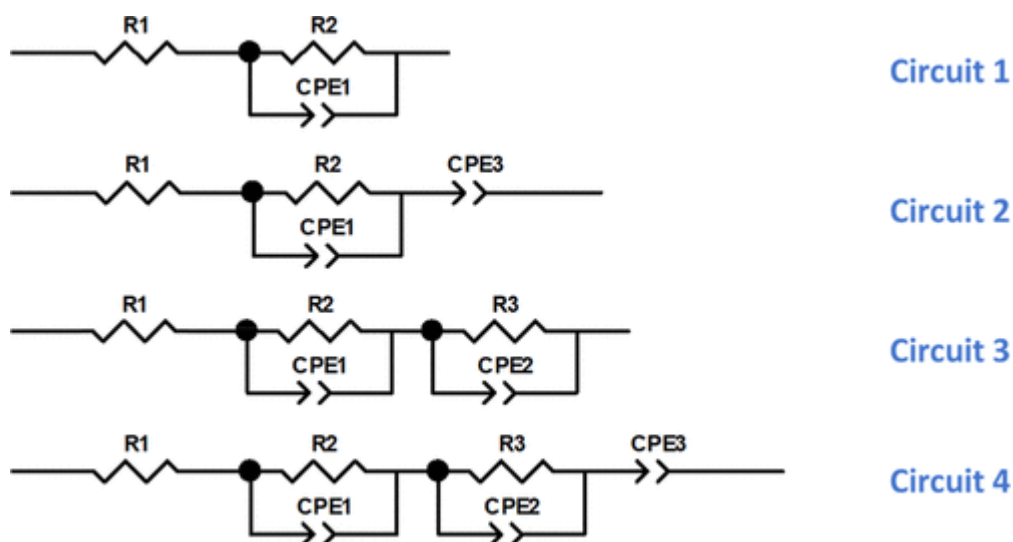 R1 R2
CPE1
Circuit 1
R1 R2 CPE3
CPE1
Circuit 2
R1 R2 R3
CPE1 CPE2
Circuit 3
R1 R2 R3 CPE3
CPE1 CPE2
Circuit 4